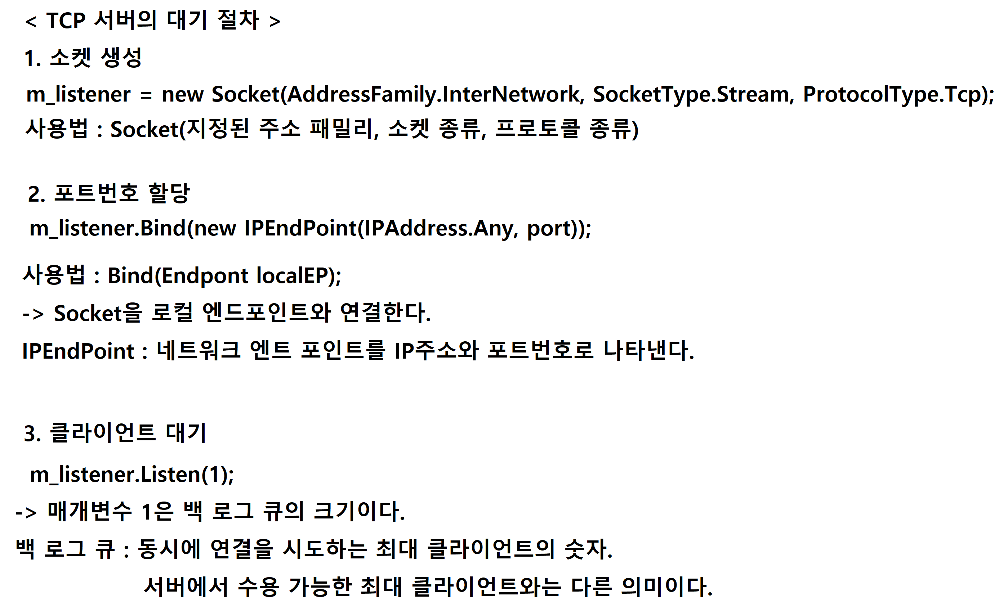 < TCP 서버의 대기 절차 >
1. 소켓 생성
m_listener = new Socket(AddressFamily.InterNetwork, SocketType.Stream, ProtocolType.Tcp);
사용법 : Socket(지정된 주소 패밀리, 소켓 종류, 프로토콜 종류)
2. 포트번호 할당
m_listener.Bind(new IPEndPoint(IPAddress.Any, port));
사용법 : Bind(Endpont localEP);
-> Socket을 로컬 엔드포인트와 연결한다.
IPEndPoint : 네트워크 엔트 포인트를 IP주소와 포트번호로 나타낸다.
3. 클라이언트 대기
m_listener.Listen(1);
-> 매개변수 1은 백 로그 큐의 크기이다.
백 로그 큐 : 동시에 연결을 시도하는 최대 클라이언트의 숫자.
서버에서 수용 가능한 최대 클라이언트와는 다른 의미이다.